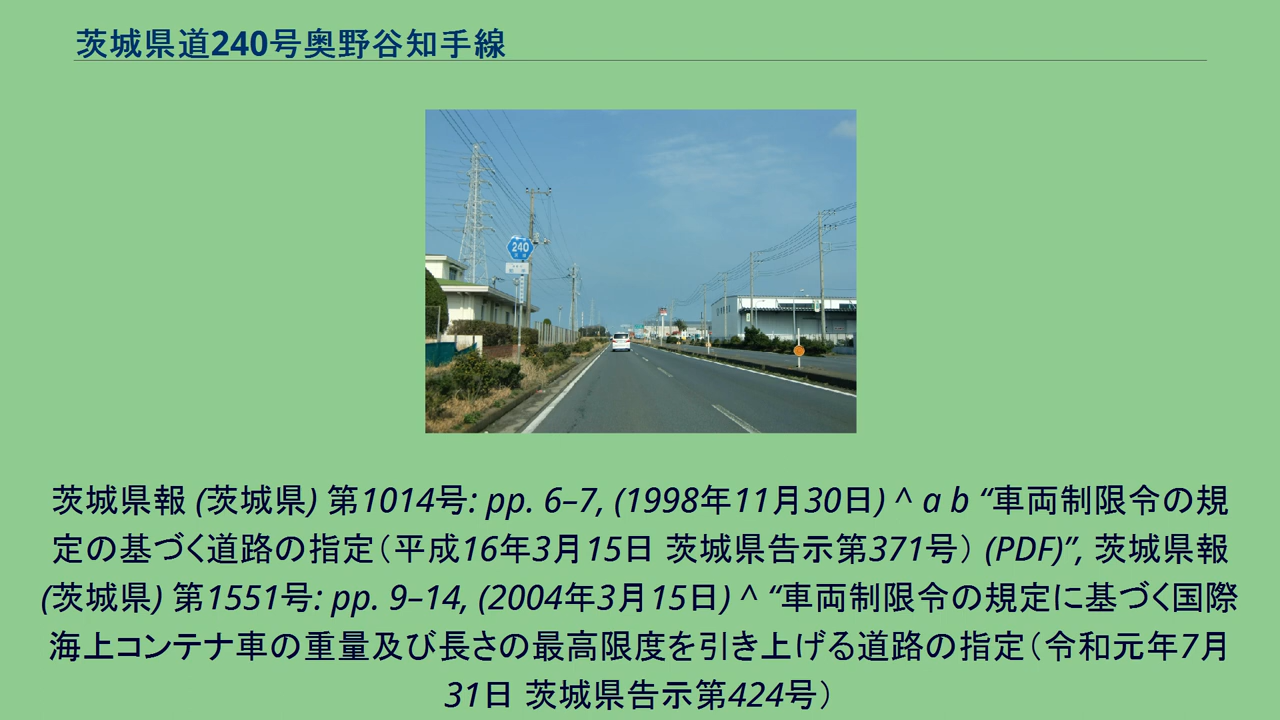 茨城県道240号奥野谷知手線
240
茨城県報 (茨城県) 第1014号: pp. 6–7, (1998年11月30日) ^ a b “車両制限令の規
定の基づく道路の指定（平成16年3月15日 茨城県告示第371号） (PDF)”, 茨城県報
(茨城県) 第1551号: pp. 9–14, (2004年3月15日) ^ “車両制限令の規定に基づく国際
海上コンテナ車の重量及び長さの最高限度を引き上げる道路の指定（令和元年7月
31日 茨城県告示第424号）